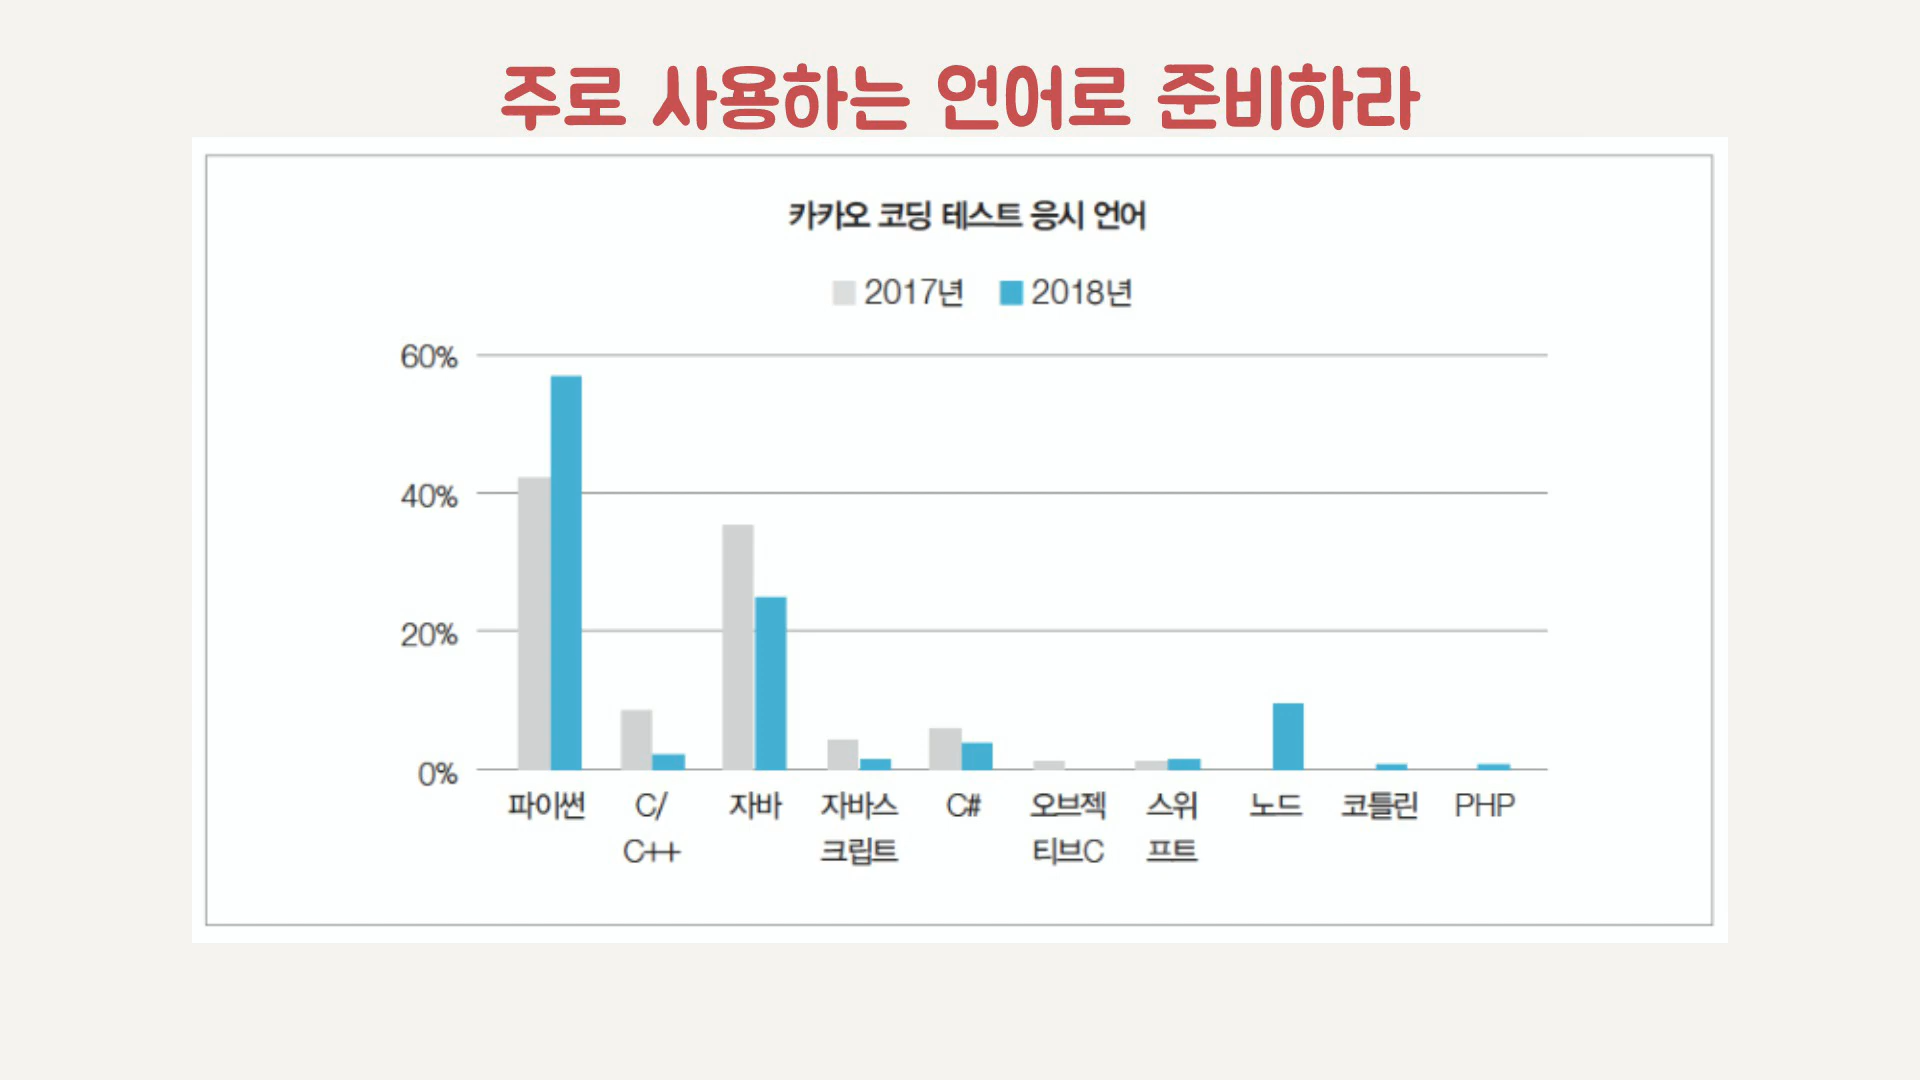 주로 사용하는 언어로 준비하라
카카오 코딩 테스트 응시 언어
2017년 2018년
60%
40%
20%
0%
파이썬 C/ 자바 자바스 C# 오브젝 스위 노드 코틀린 PHP
C++ 크립트 티브C 프트